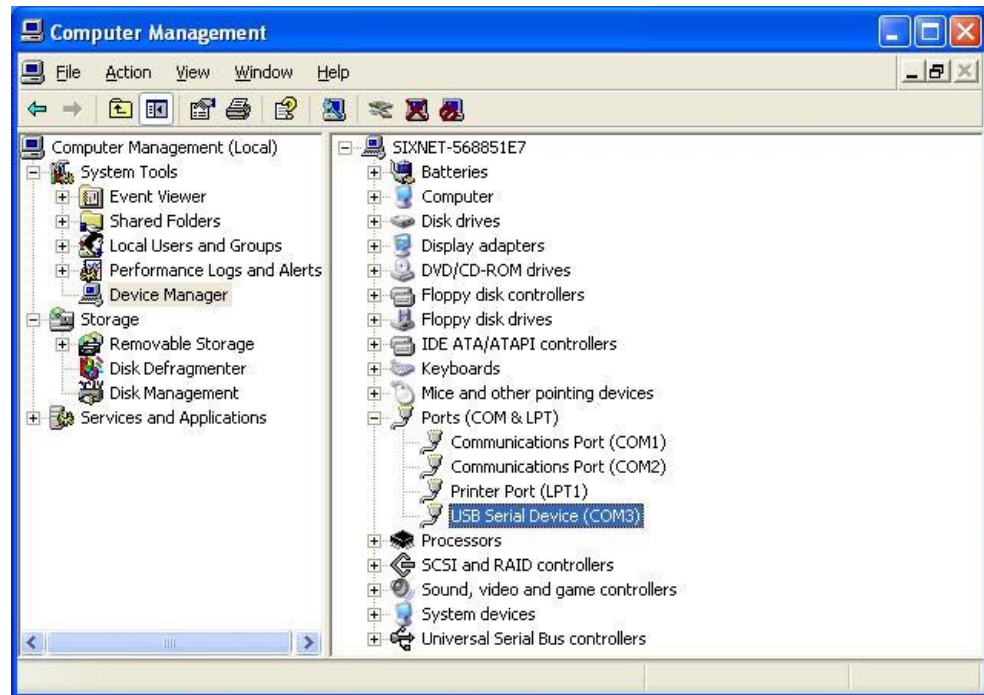 Computer Management
File Action View Window Help
Computer Management (Local)
System Tools
Event Viewer
Shared Folders
Local Users and Groups
Performance Logs and Alerts
Device Manager
Storage
Removable Storage
Disk Defragmenter
Disk Management
Services and Applications
SIXNET-568851E7
Batteries
Computer
Disk drives
Display adapters
DVD/CD-ROM drives
Floppy disk controllers
Floppy disk drives
IDE ATA/ATAPI controllers
Keyboards
Mice and other pointing devices
Ports (COM & LPT)
Communications Port (COM1)
Communications Port (COM2)
Printer Port (LPT1)
USB Serial Device (COM3)
Processors
SCSI and RAID controllers
Sound, video and game controllers
System devices
Universal Serial Bus controllers